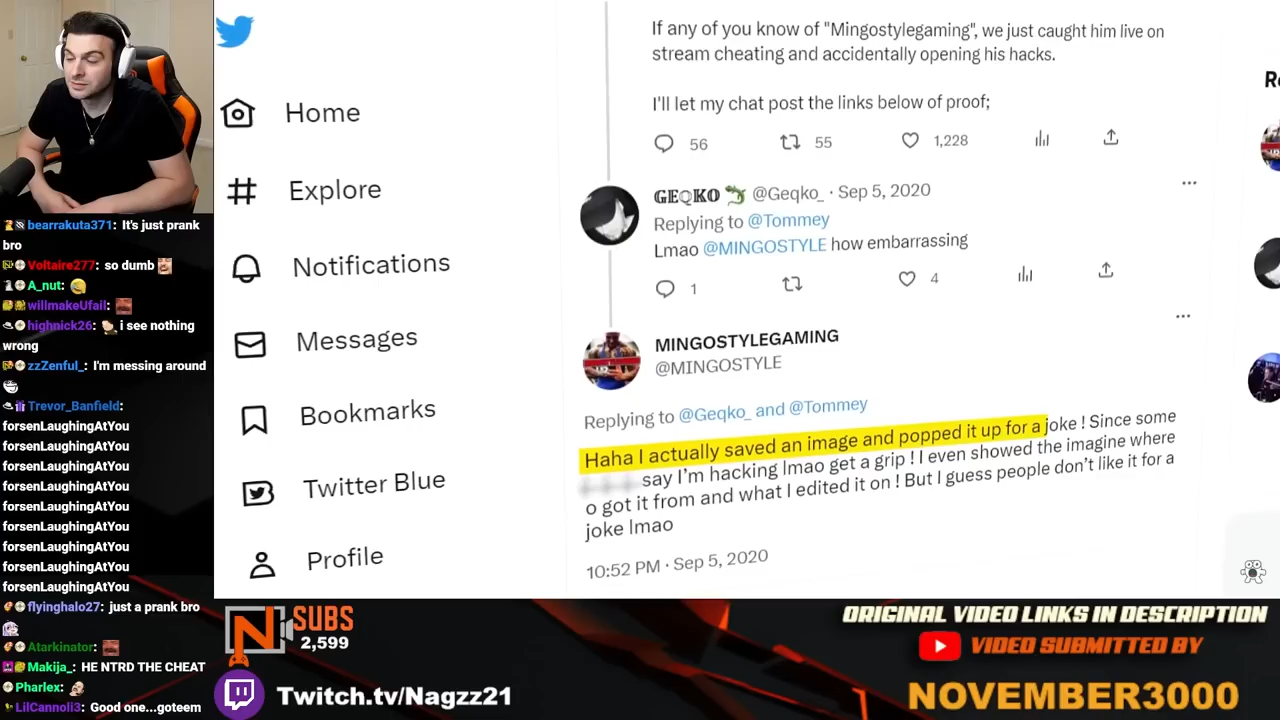 bearrakuta371: It's just prank
bro
Voltaire277: so dumb
A_nut:
willmakeUfail:
highnick26: i see nothing
wrong
zzZenful_: I'm messing around
Trevor_Banfield:
forsenLaughingAtYou
forsenLaughingAtYou
forsenLaughingAtYou
forsenLaughingAtYou
forsenLaughingAtYou
forsenLaughingAtYou
forsenLaughingAtYou
forsenLaughingAtYou
forsenLaughingAtYou
flyinghalo27: just a prank bro
Atarkinator:
Makija_: HE NTRD THE CHEAT
Pharlex:
LilCannoli3: Good one...goteem
Home
Explore
Notifications
Messages
Bookmarks
Twitter Blue
Profile
If any of you know of "Mingostylegaming", we just caught him live on
stream cheating and accidentally opening his hacks.
I'll let my chat post the links below of proof;
56 55 1,228
GEQKO @Geqko_ · Sep 5, 2020
Replying to @Tommey
Lmao @MINGOSTYLE how embarrassing
1 4
MINGOSTYLEGAMING
@MINGOSTYLE
Replying to @Geqko_ and @Tommey
Haha I actually saved an image and popped it up for a joke ! Since some
say I'm hacking lmao get a grip ! I even showed the imagine where
o got it from and what I edited it on ! But I guess people don't like it for a
joke lmao
10:52 PM · Sep 5, 2020
Re
N SUBS
2,599
Twitch.tv/Nagzz21
ORIGINAL VIDEO LINKS IN DESCRIPTION
VIDEO SUBMITTED BY
NOVEMBER3000